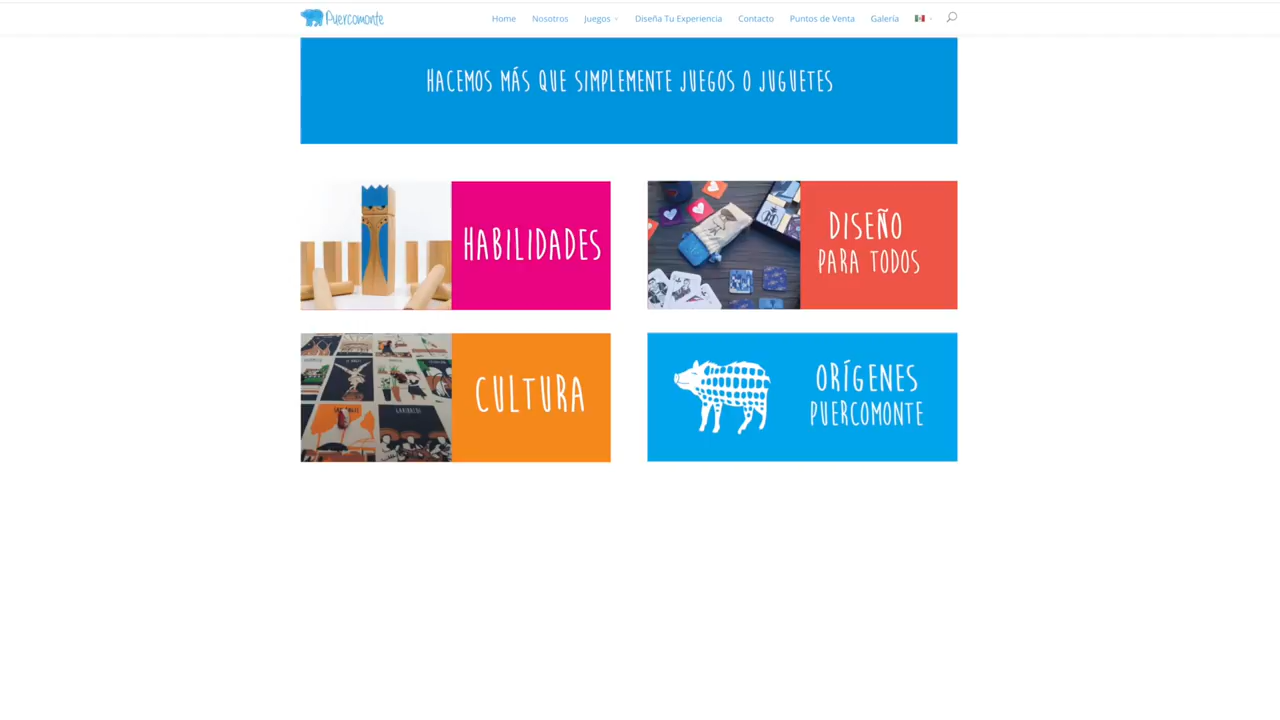 Puercomonte
Home Nosotros Juegos Diseña Tu Experiencia Contacto Puntos de Venta Galería
HACEMOS MÁS QUE SIMPLEMENTE JUEGOS O JUGUETES
HABILIDADES
DISEÑO
PARA TODOS
CULTURA
ORÍGENES
PUERCOMONTE